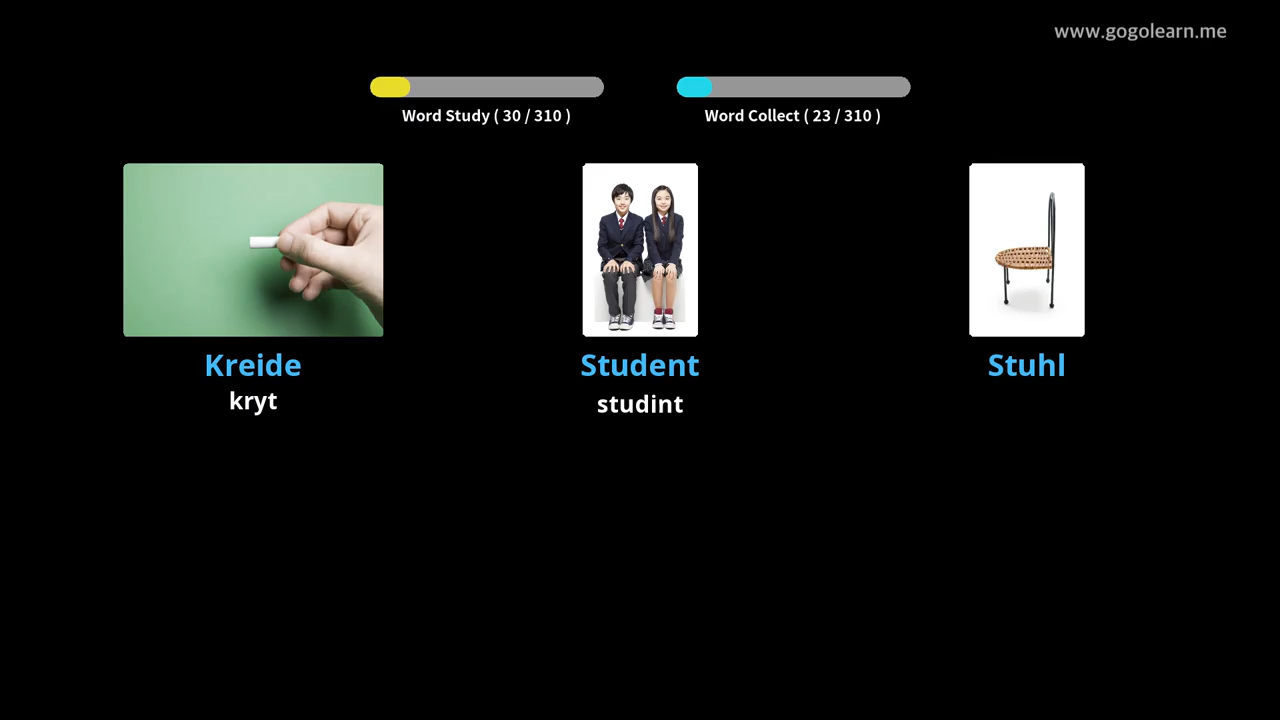 www.gogolearn.me
Word Study ( 30 / 310 )
Word Collect ( 23 / 310 )
Kreide
kryt
Student
studint
Stuhl